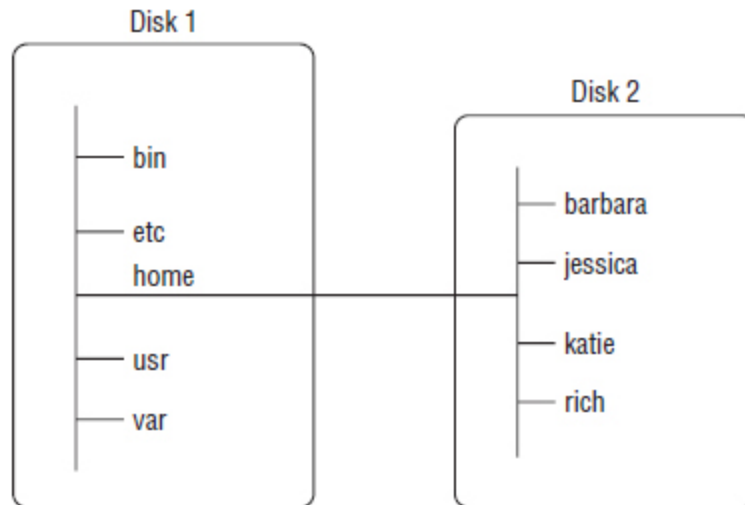 Disk 1
bin
etc
home
usr
var
Disk 2
barbara
jessica
katie
rich